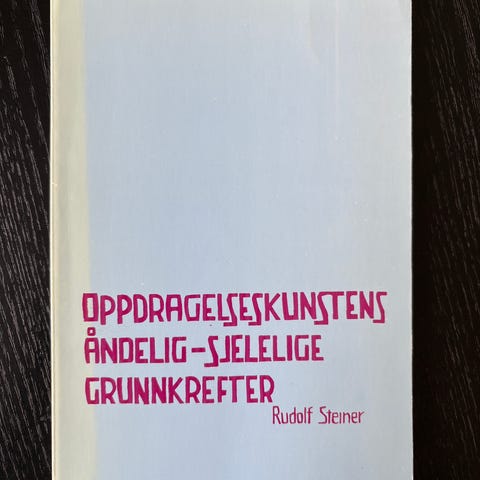 OPPDRAGELSESKUNSTENS
ÅNDELIG-SJELELIGE
GRUNNKREFTER
Rudolf Steiner